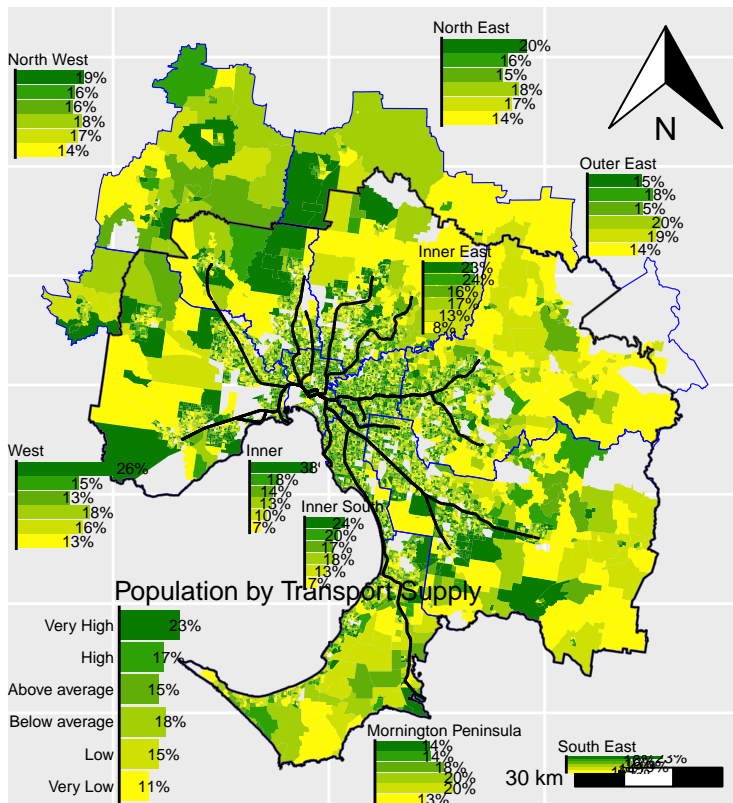 North East
20%
16%
15%
18%
17%
14%
North West
19%
16%
16%
18%
17%
14%
N
Outer East
15%
18%
15%
20%
19%
14%
Inner East
23%
24%
16%
17%
13%
8%
West
26%
15%
13%
18%
16%
13%
Inner
38%
18%
14%
13%
10%
7%
Inner South
24%
20%
17%
18%
13%
7%
Population by Transport Supply
Very High 23%
High 17%
Above average 15%
Below average 18%
Low 15%
Very Low 11%
Mornington Peninsula
14%
14%
18%
20%
20%
13%
South East
23%
30 km